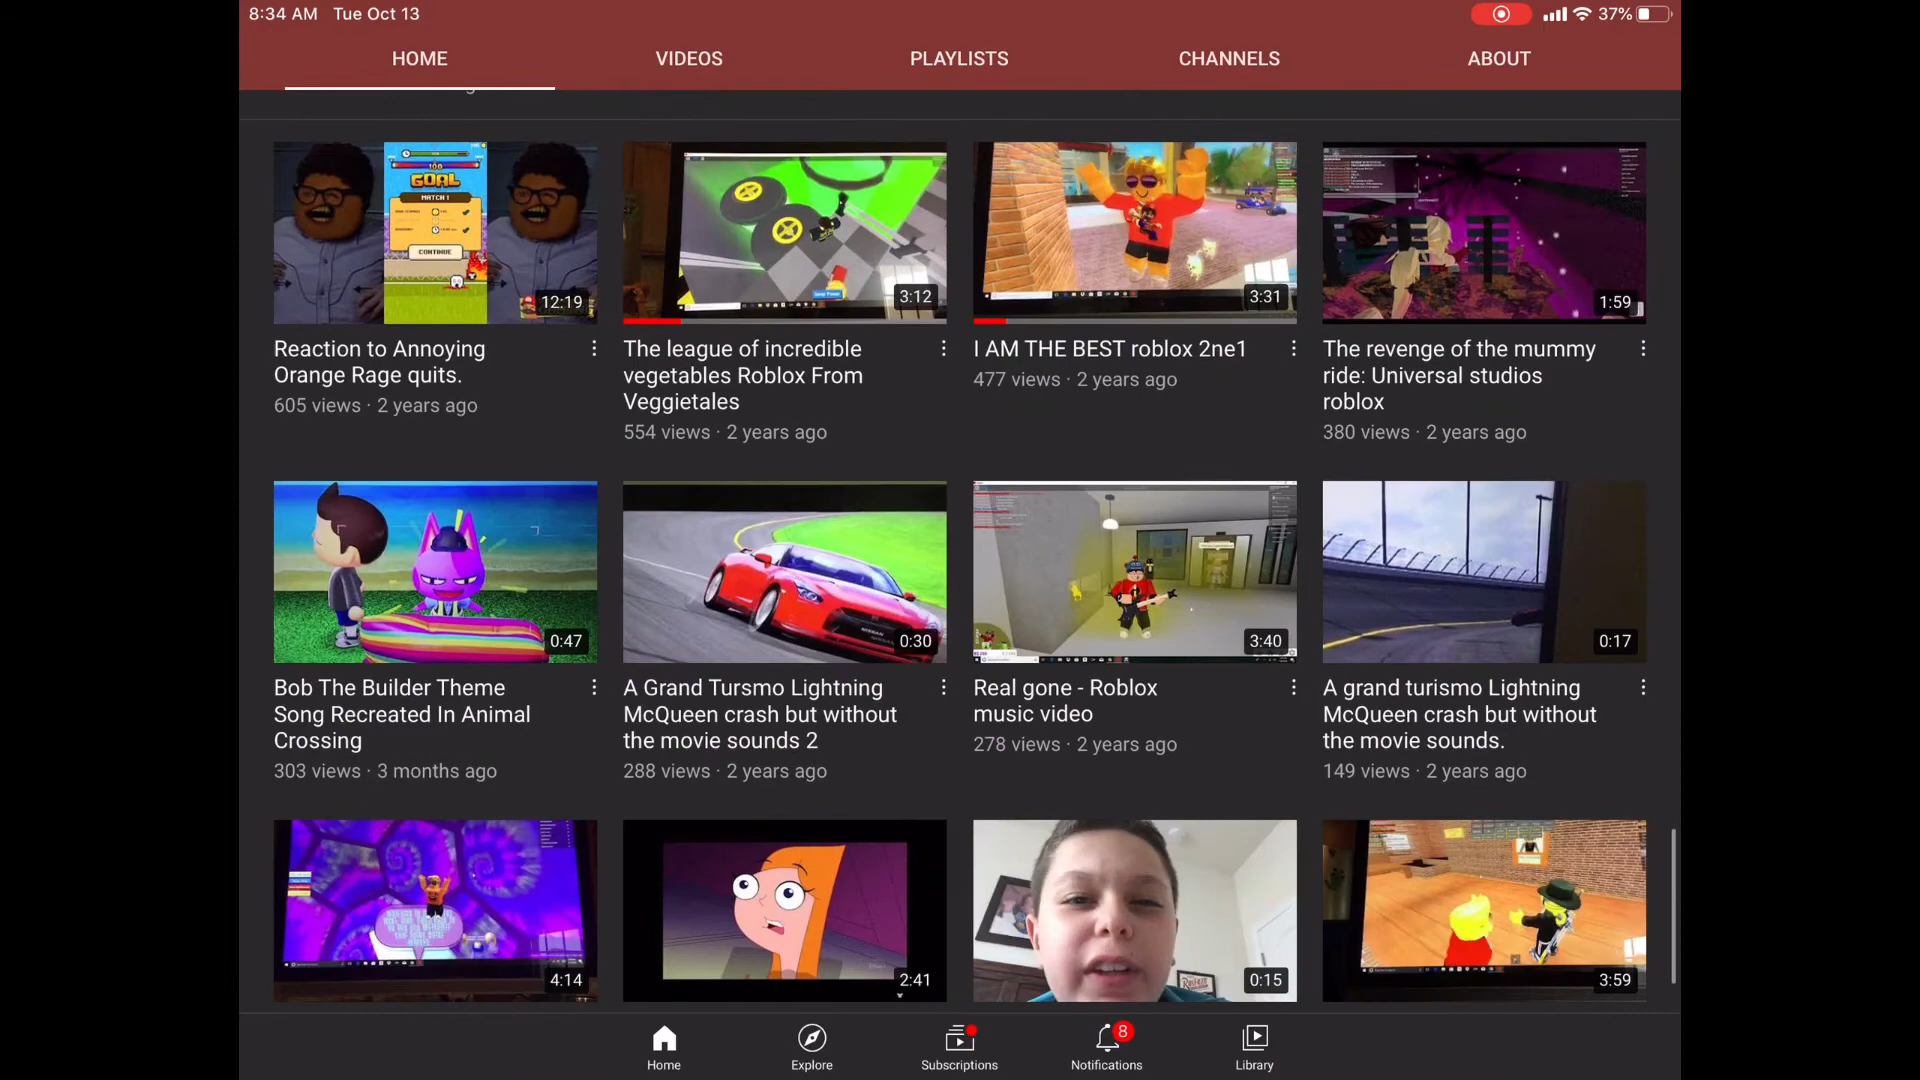 8:34 AM Tue Oct 13
37%
HOME VIDEOS PLAYLISTS CHANNELS ABOUT
GOAL
MATCH 1
CONTINUE
12:19
3:12
3:31
1:59
Reaction to Annoying
Orange Rage quits.
605 views · 2 years ago
The league of incredible
vegetables Roblox From
Veggietales
554 views · 2 years ago
I AM THE BEST roblox 2ne1
477 views · 2 years ago
The revenge of the mummy
ride: Universal studios
roblox
380 views · 2 years ago
0:47
0:30
3:40
0:17
Bob The Builder Theme
Song Recreated In Animal
Crossing
303 views · 3 months ago
A Grand Tursmo Lightning
McQueen crash but without
the movie sounds 2
288 views · 2 years ago
Real gone - Roblox
music video
278 views · 2 years ago
A grand turismo Lightning
McQueen crash but without
the movie sounds.
149 views · 2 years ago
4:14
2:41
0:15
3:59
8
Home Explore Subscriptions Notifications Library